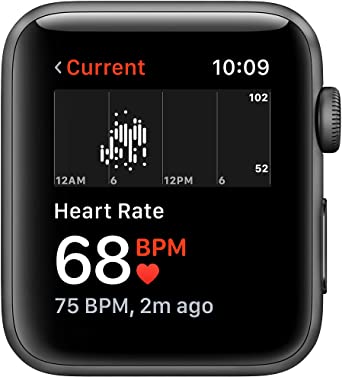 < Current 10:09
102
52
12AM 6 12PM 6
Heart Rate
68 BPM
75 BPM, 2m ago